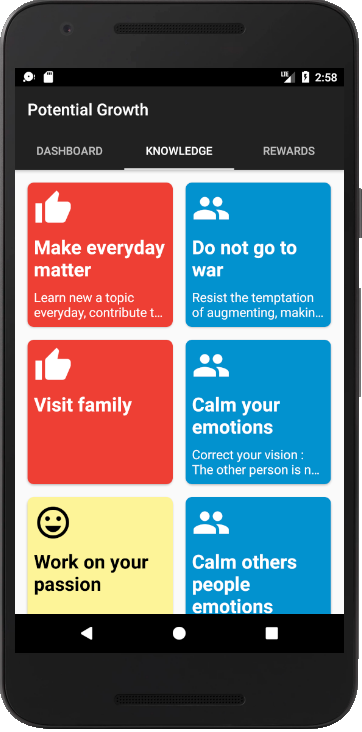 LTE 2:58
Potential Growth
DASHBOARD KNOWLEDGE REWARDS
Make everyday
matter
Learn new a topic
everyday, contribute t...
Do not go to
war
Resist the temptation
of augmenting, makin...
Visit family
Calm your
emotions
Correct your vision :
The other person is n...
Work on your
passion
Calm others
people
emotions